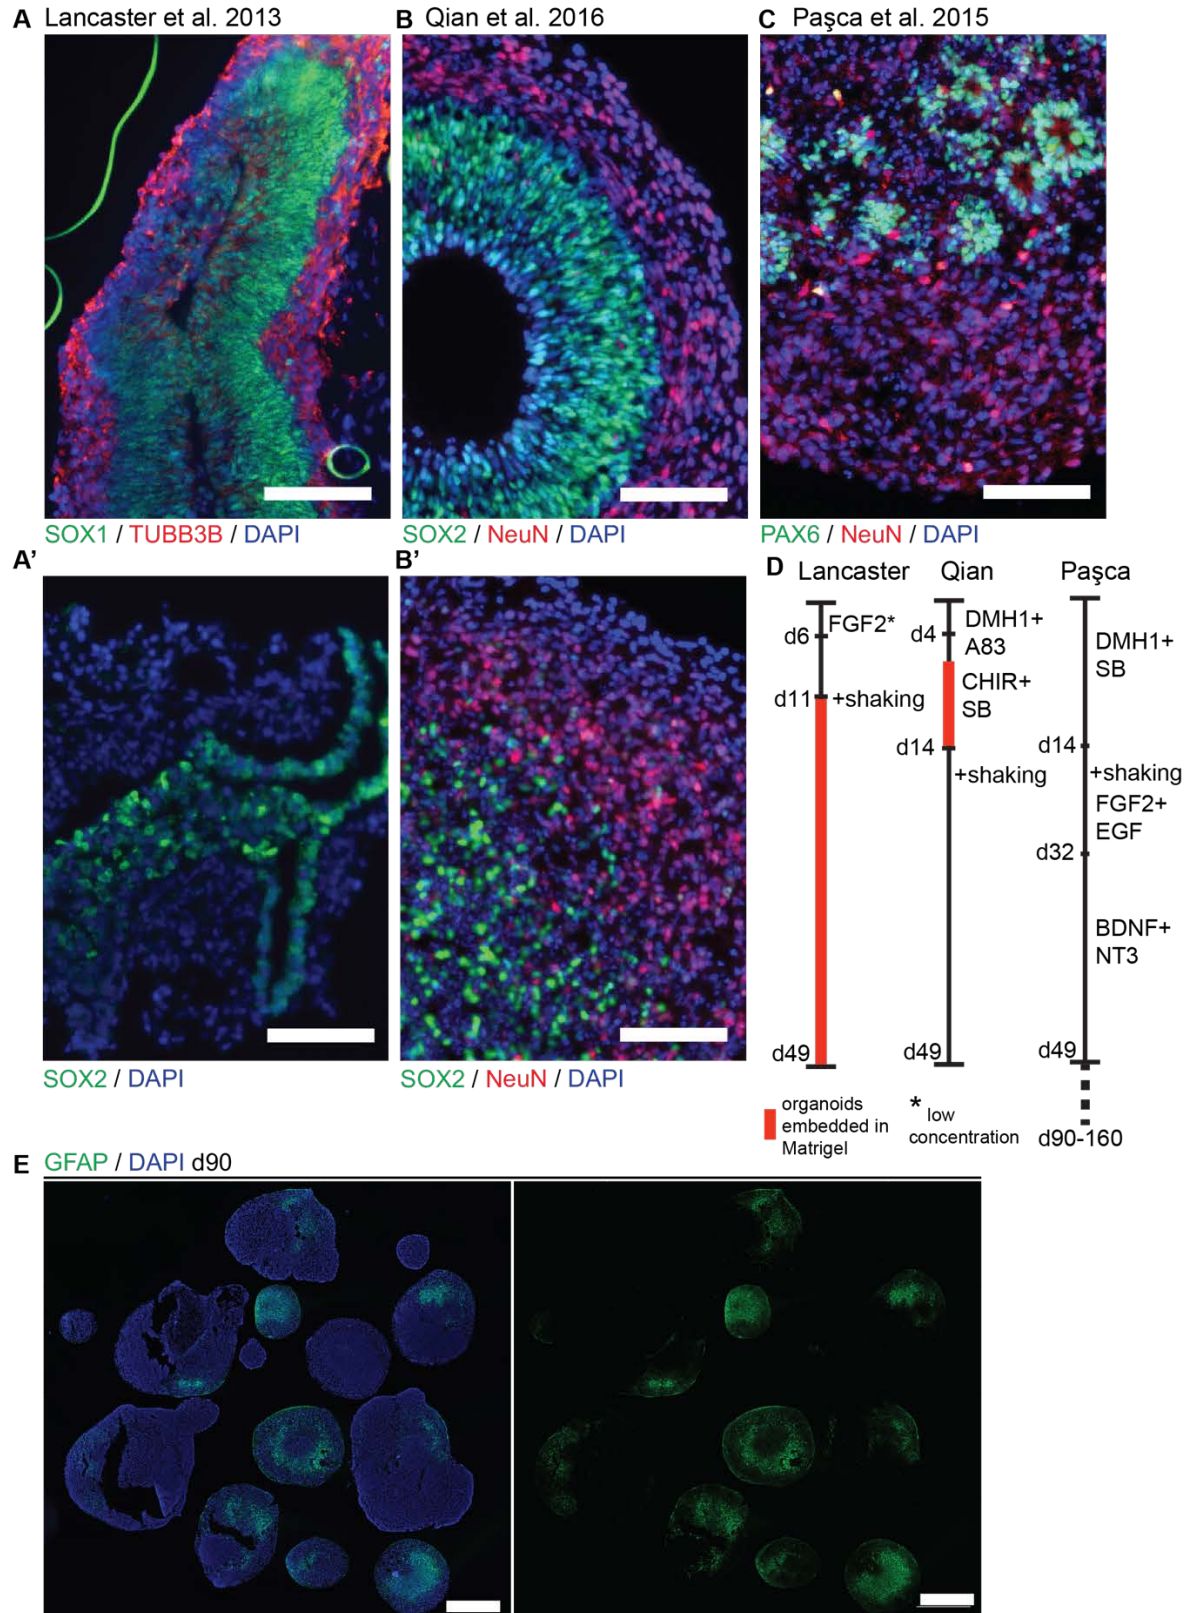 A Lancaster et al. 2013
B Qian et al. 2016
C Paşca et al. 2015
SOX1 / TUBB3B / DAPI
SOX2 / NeuN / DAPI
PAX6 / NeuN / DAPI
A'
B'
SOX2 / DAPI
SOX2 / NeuN / DAPI
D
Lancaster
FGF2*
d6
d11
+shaking
d49
Qian
d4
DMH1+
A83
CHIR+
SB
d14
+shaking
d49
Paşca
DMH1+
SB
d14
+shaking
FGF2+
EGF
d32
BDNF+
NT3
d49
d90-160
organoids
embedded in
Matrigel
* low
concentration
E GFAP / DAPI d90